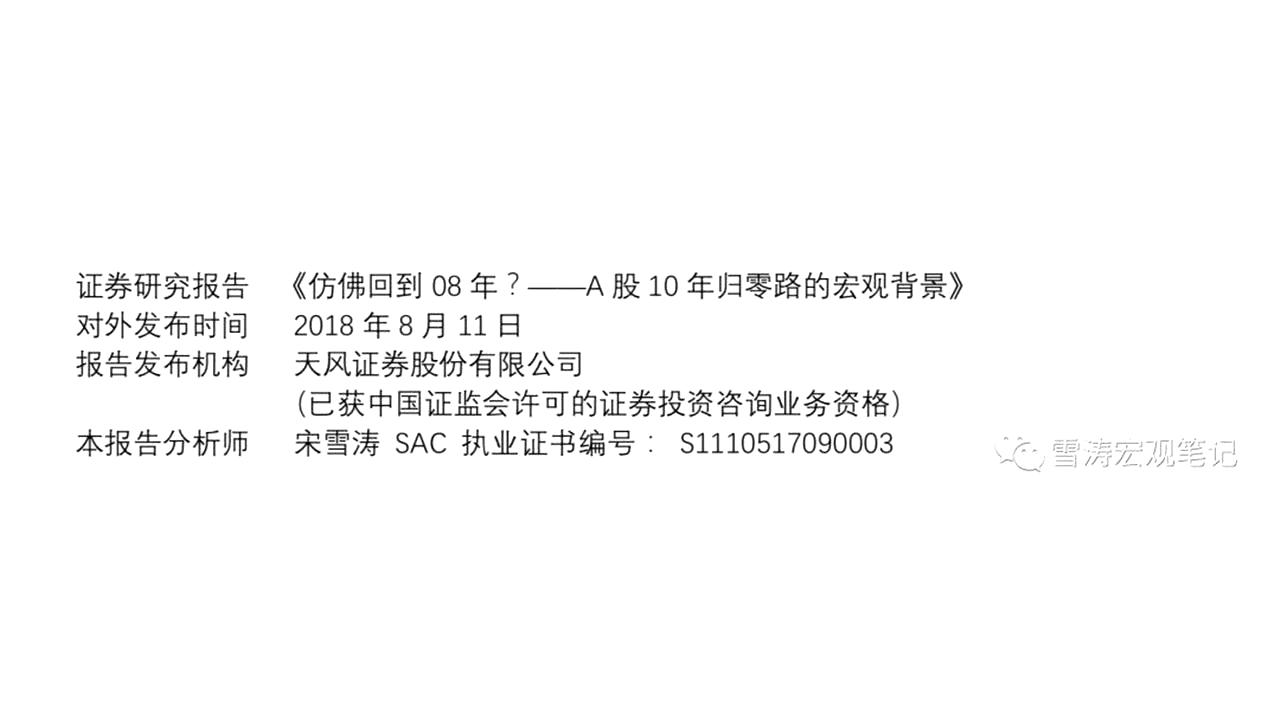 证券研究报告 《仿佛回到 08 年？——A 股 10 年归零路的宏观背景》
对外发布时间 2018 年 8 月 11 日
报告发布机构 天风证券股份有限公司
（已获中国证监会许可的证券投资咨询业务资格）
本报告分析师 宋雪涛 SAC 执业证书编号： S1110517090003
雪涛宏观笔记